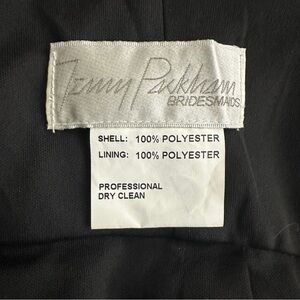 Jenny Packham
BRIDESMAIDS
SHELL: 100% POLYESTER
LINING: 100% POLYESTER
PROFESSIONAL
DRY CLEAN